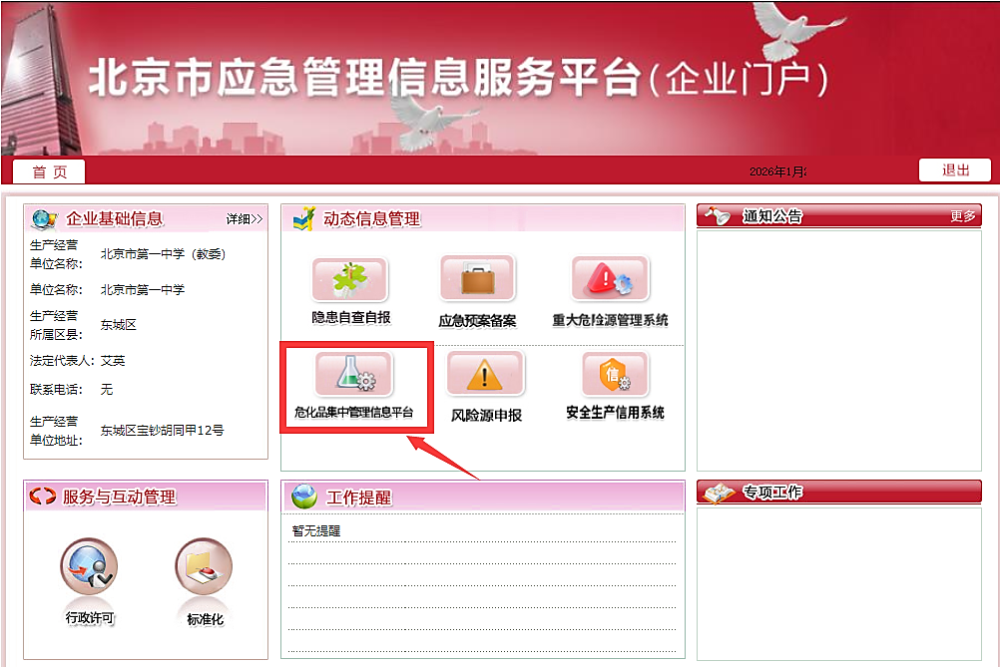 北京市应急管理信息服务平台(企业门户)
首 页
2026年1月
退出
企业基础信息
详细>>
生产经营
单位名称: 北京市第一中学（教委）
单位名称: 北京市第一中学
生产经营
所属区县: 东城区
法定代表人: 艾英
联系电话: 无
生产经营
单位地址: 东城区宝钞胡同甲12号
动态信息管理
隐患自查自报
应急预案备案
重大危险源管理系统
危化品集中管理信息平台
风险源申报
信
安全生产信用系统
通知公告
更多
服务与互动管理
行政许可
标准化
工作提醒
暂无提醒
专项工作